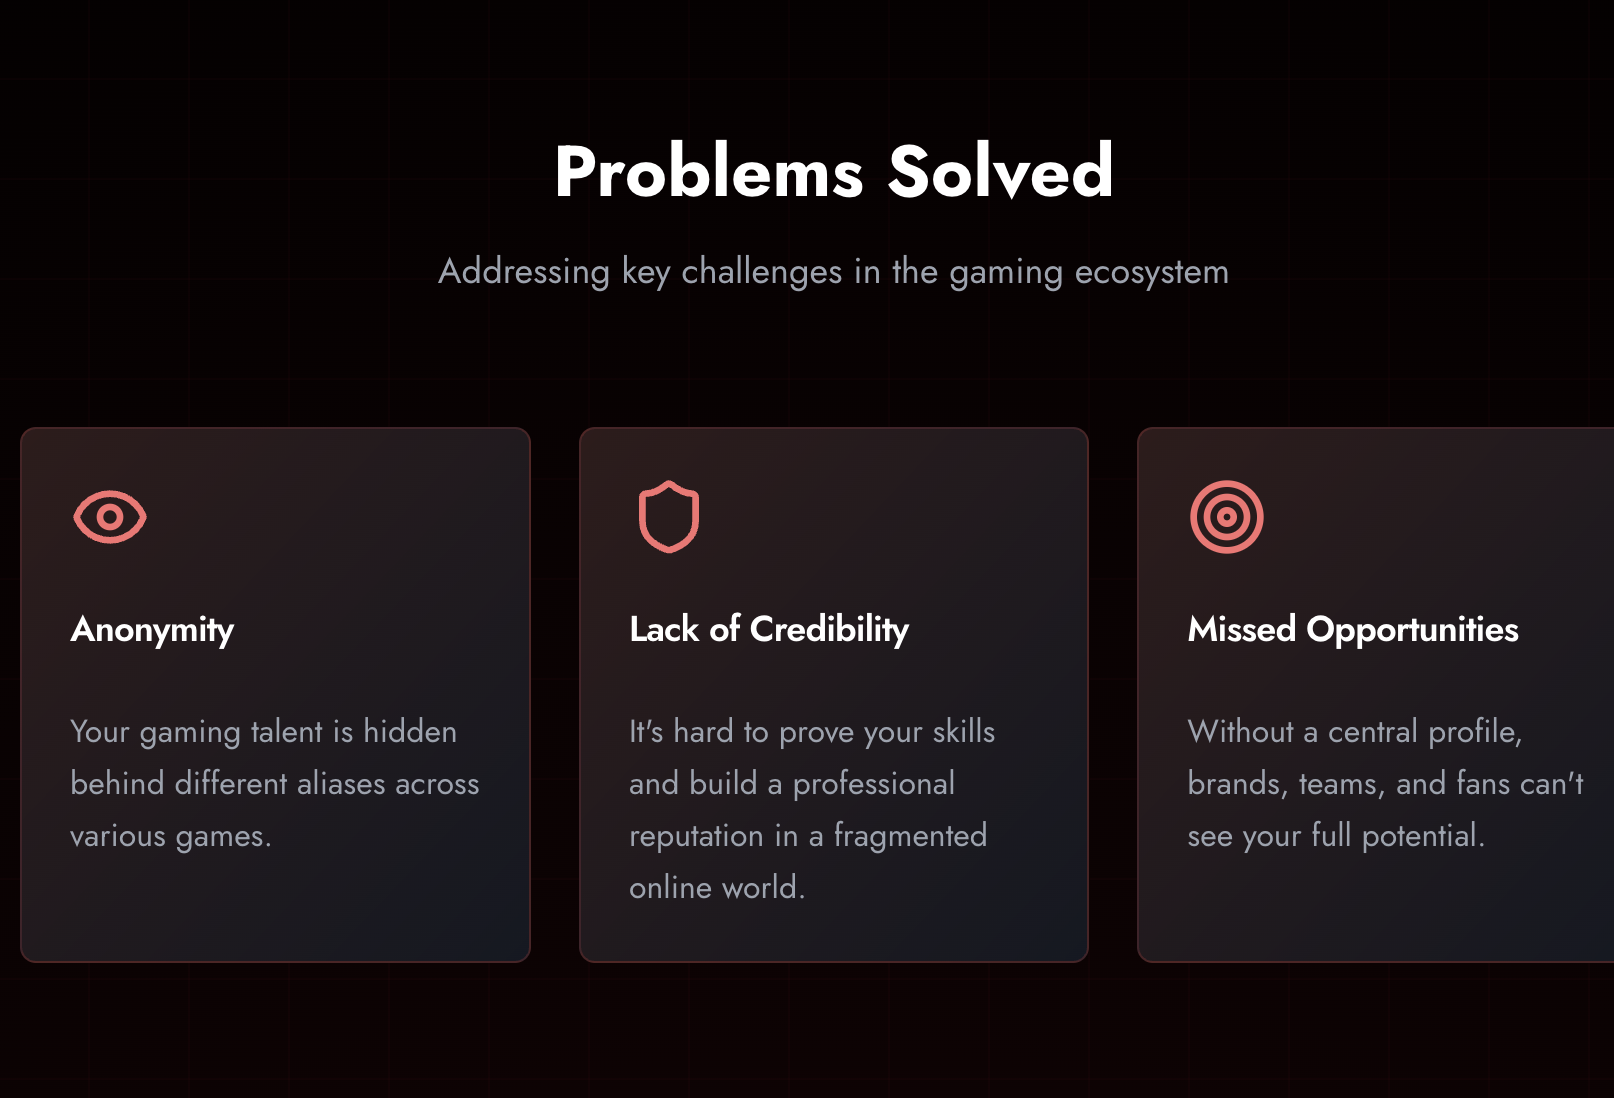 Problems Solved
Addressing key challenges in the gaming ecosystem
Anonymity
Your gaming talent is hidden
behind different aliases across
various games.
Lack of Credibility
It's hard to prove your skills
and build a professional
reputation in a fragmented
online world.
Missed Opportunities
Without a central profile,
brands, teams, and fans can't
see your full potential.